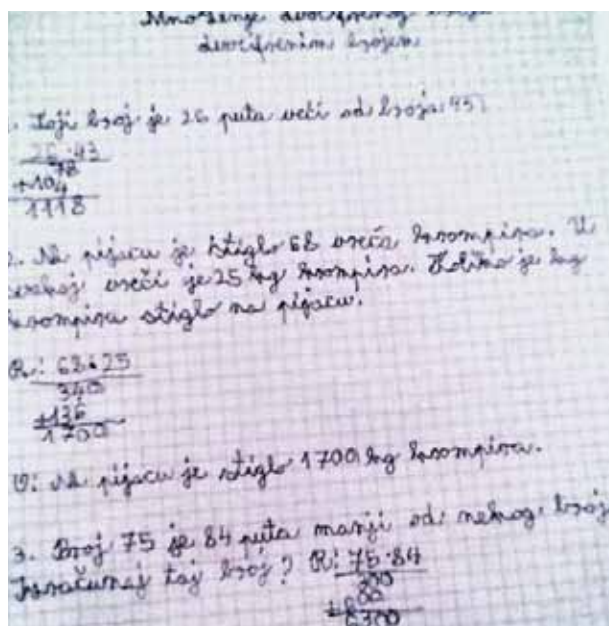 Množenje dvocifrenog broja
dvocifrenim brojem
Koji broj je 26 puta veći od broja 43?
26·43
78
+104
1118
2. Na pijacu je stiglo 68 vreća krompira. U
svakoj vreći je 25 kg krompira. Koliko je kg
krompira stiglo na pijacu.
R: 68·25
340
+136
1700
O: Na pijacu je stiglo 1700 kg krompira.
3. Broj 75 je 84 puta manji od nekog broja
Izračunaj taj broj? R: 75·84
300
6300